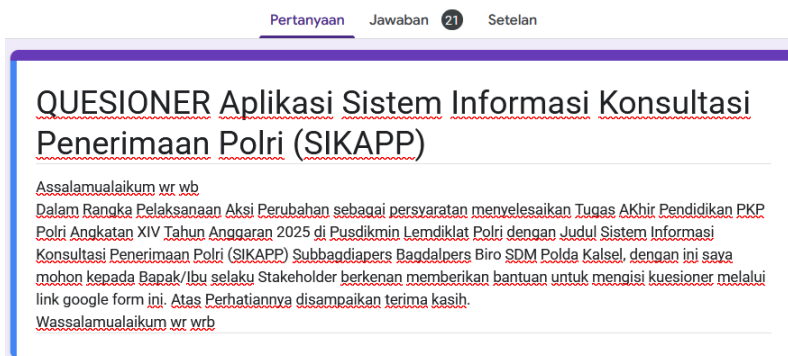 Pertanyaan Jawaban 21 Setelan
QUESIONER Aplikasi Sistem Informasi Konsultasi
Penerimaan Polri (SIKAPP)
Assalamualaikum wr wb
Dalam Rangka Pelaksanaan Aksi Perubahan sebagai persyaratan menyelesaikan Tugas AKhir Pendidikan PKP
Polri Angkatan XIV Tahun Anggaran 2025 di Pusdikmin Lemdiklat Polri dengan Judul Sistem Informasi
Konsultasi Penerimaan Polri (SIKAPP) Subbagdiapers Bagdalpers Biro SDM Polda Kalsel, dengan ini saya
mohon kepada Bapak/Ibu selaku Stakeholder berkenan memberikan bantuan untuk mengisi kuesioner melalui
link google form ini. Atas Perhatiannya disampaikan terima kasih.
Wassalamualaikum wr wrb